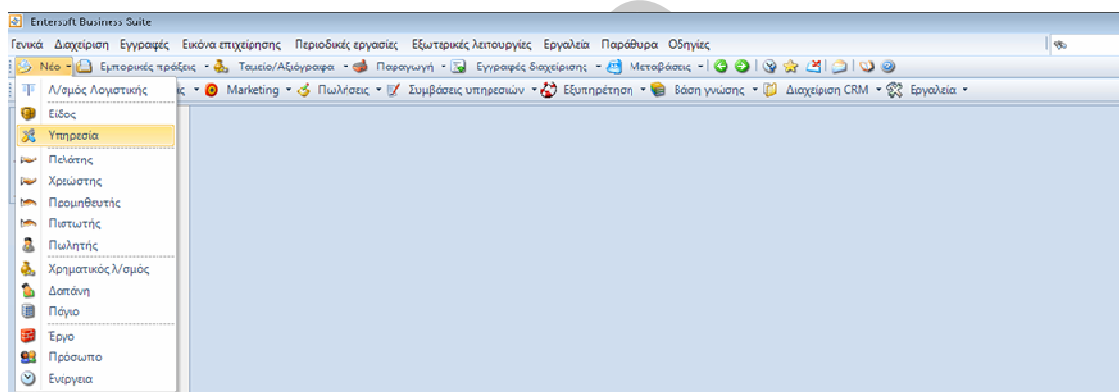 Entersoft Business Suite
Γενικά Διαχείριση Εγγραφές Εικόνα επιχείρησης Περιοδικές εργασίες Εξωτερικές λειτουργίες Εργαλεία Παράθυρα Οδηγίες
Νέο Εμπορικές πράξεις Ταμείο/Αξιόγραφα Παραγωγή Εγγραφές διαχείρισης Μεταβάσεις
Λ/σμός Λογιστικής ς Marketing Πωλήσεις Συμβάσεις υπηρεσιών Εξυπηρέτηση Βάση γνώσης Διαχείριση CRM Εργαλεία
Είδος
Υπηρεσία
Πελάτης
Χρεώστης
Προμηθευτής
Πιστωτής
Πωλητής
Χρηματικός λ/σμός
Δαπάνη
Πάγιο
Έργο
Πρόσωπο
Ενέργεια